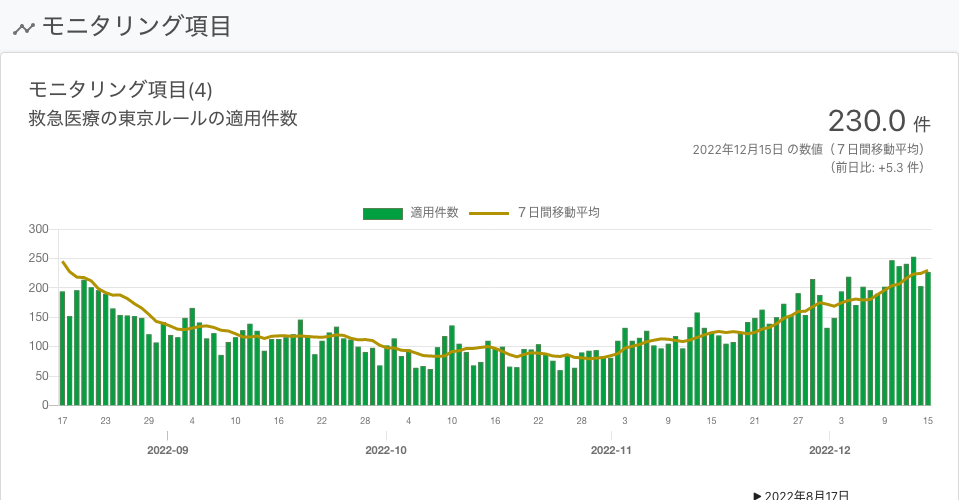 モニタリング項目
モニタリング項目(4)
救急医療の東京ルールの適用件数
230.0 件
2022年12月15日 の数値（７日間移動平均）
（前日比: +5.3 件）
適用件数 ７日間移動平均
300
250
200
150
100
50
0
17 23 29 4 10 16 22 28 4 10 16 22 28 3 9 15 21 27 3 9 15
2022-09 2022-10 2022-11 2022-12
▶ 2022年8月17日